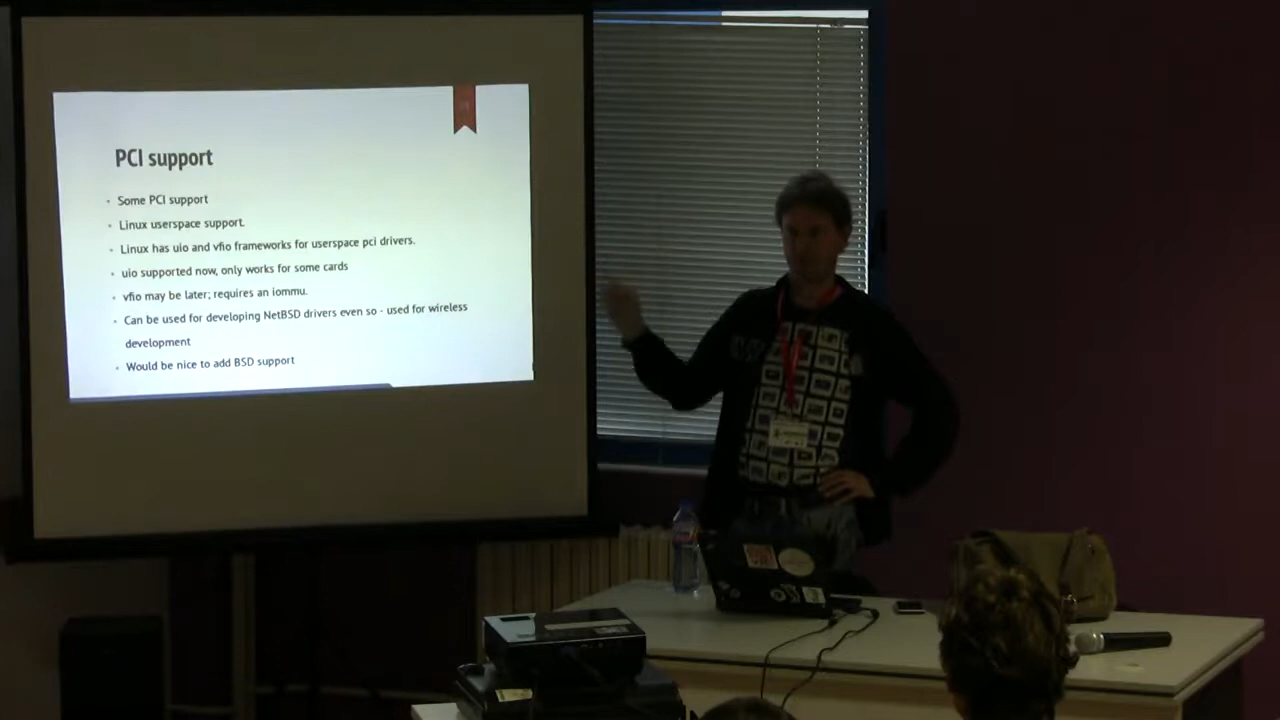 PCI support
Some PCI support
Linux userspace support.
Linux has uio and vfio frameworks for userspace pci drivers.
uio supported now, only works for some cards
vfio may be later; requires an iommu.
Can be used for developing NetBSD drivers even so - used for wireless
development
Would be nice to add BSD support